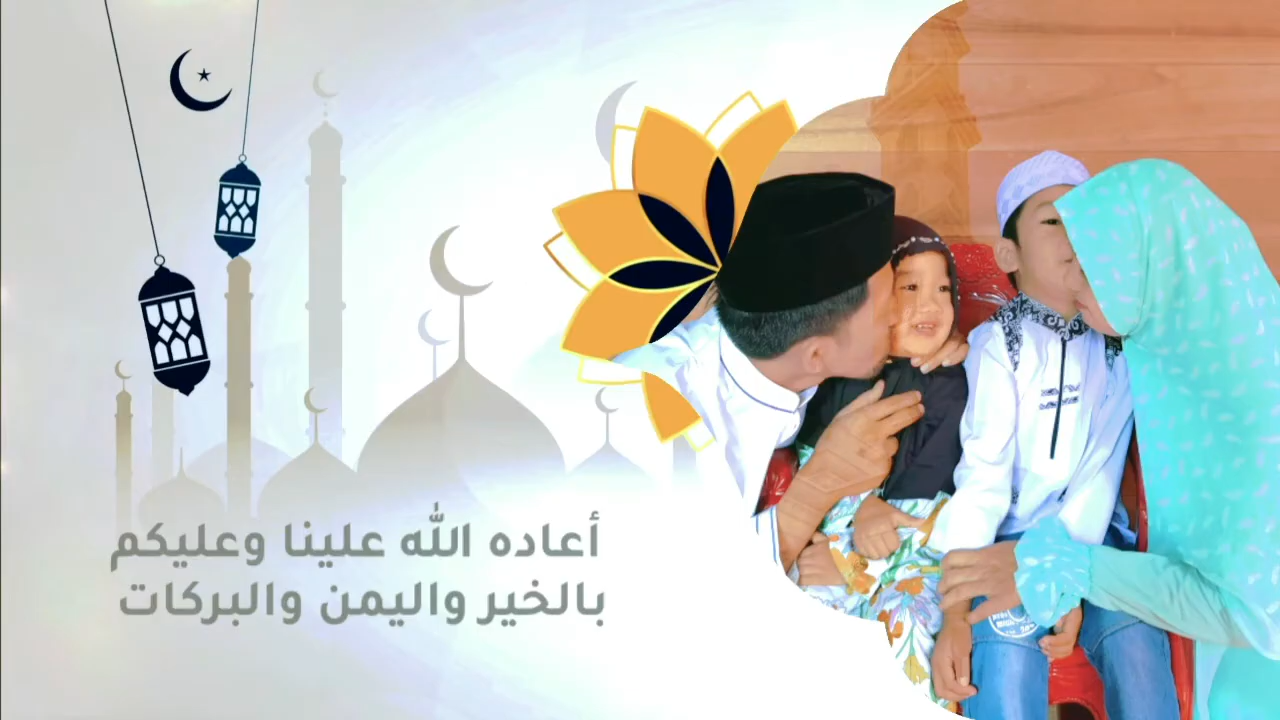 أعاده الله علينا وعليكم
بالخير واليمن والبركات